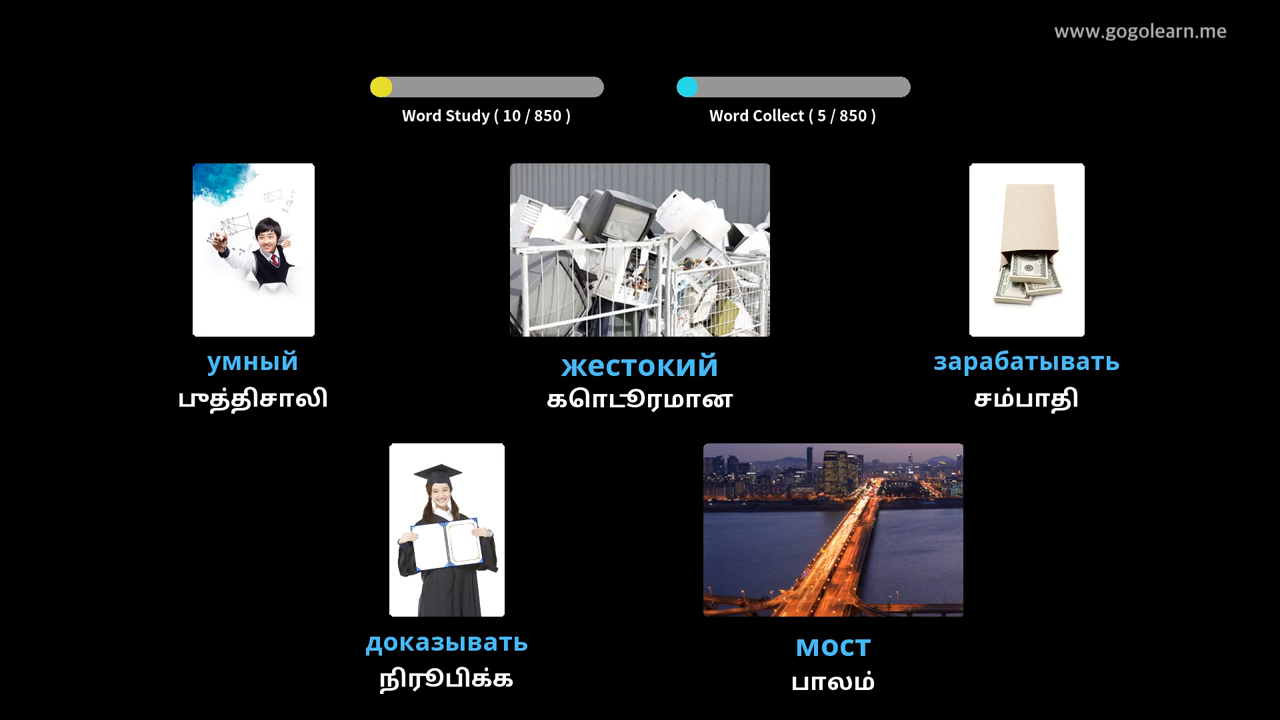 www.gogolearn.me
Word Study ( 10 / 850 )
Word Collect ( 5 / 850 )
умный
புத்திசாலி
жестокий
கொடூரமான
зарабатывать
சம்பாதி
доказывать
நிரூபிக்க
мост
பாலம்